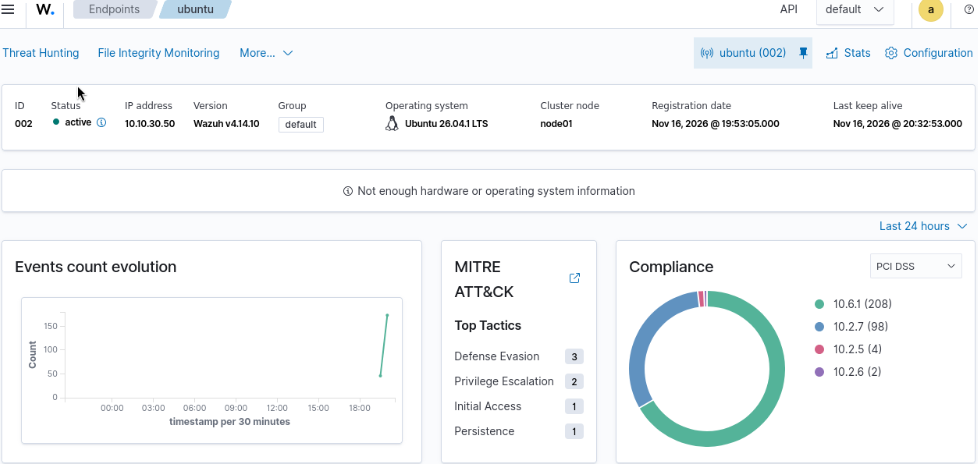 W. Endpoints ubuntu API default a
Threat Hunting File Integrity Monitoring More... ubuntu (002) Stats Configuration
ID Status IP address Version Group Operating system Cluster node Registration date Last keep alive
002 active 10.10.30.50 Wazuh v4.14.10 default Ubuntu 26.04.1 LTS node01 Nov 16, 2026 @ 19:53:05.000 Nov 16, 2026 @ 20:32:53.000
Not enough hardware or operating system information
Last 24 hours
Events count evolution
150
100
50
0
Count
00:00 03:00 06:00 09:00 12:00 15:00 18:00
timestamp per 30 minutes
MITRE
ATT&CK
Top Tactics
Defense Evasion 3
Privilege Escalation 2
Initial Access 1
Persistence 1
Compliance PCI DSS
10.6.1 (208)
10.2.7 (98)
10.2.5 (4)
10.2.6 (2)